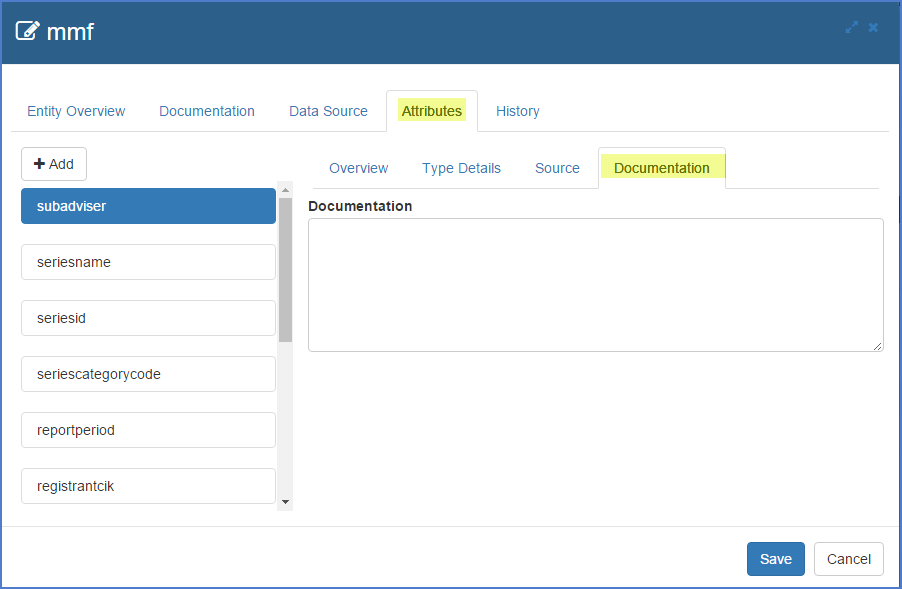 mmf
Entity Overview Documentation Data Source Attributes History
Add
Overview Type Details Source Documentation
subadviser
Documentation
seriesname
seriesid
seriescategorycode
reportperiod
registrantcik
Save Cancel